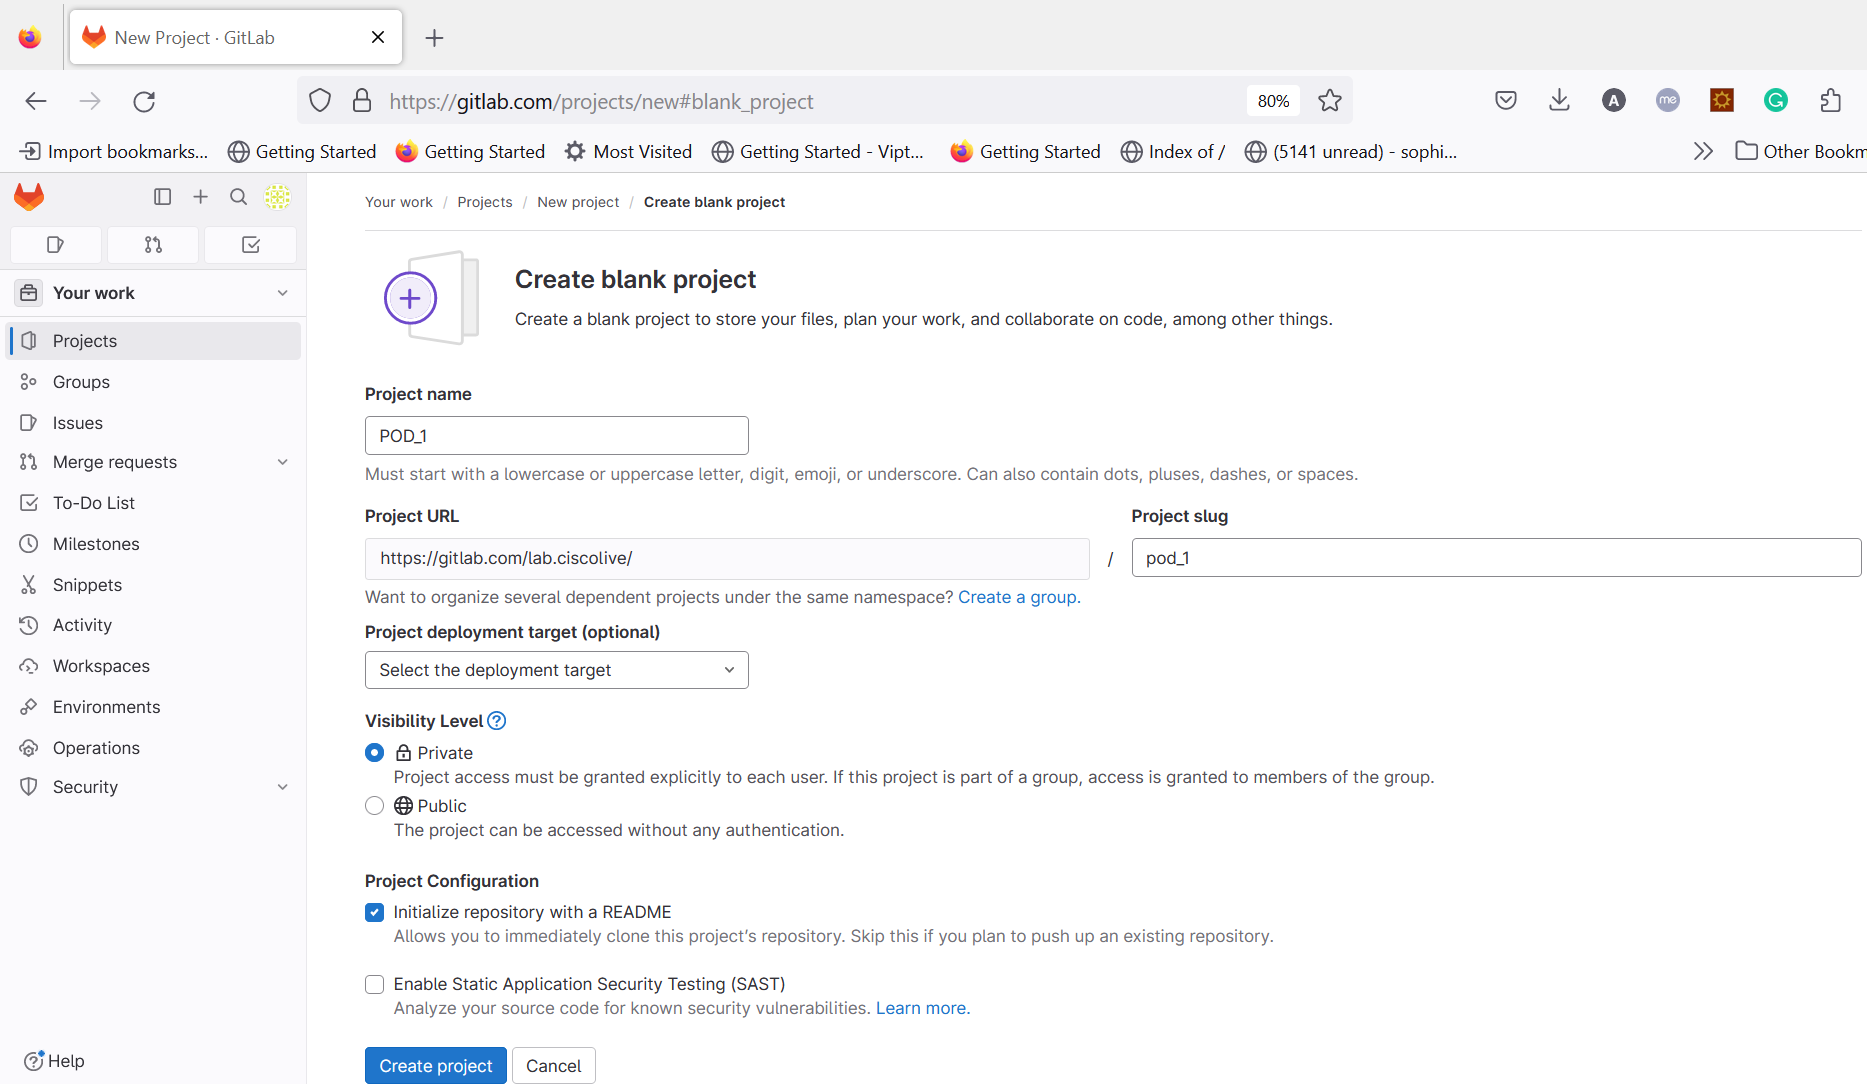 New Project · GitLab
https://gitlab.com/projects/new#blank_project
80%
A
me
G
Import bookmarks...
Getting Started
Getting Started
Most Visited
Getting Started - Vipt...
Getting Started
Index of /
(5141 unread) - sophi...
Other Bookm
Your work / Projects / New project / Create blank project
Your work
Projects
Groups
Issues
Merge requests
To-Do List
Milestones
Snippets
Activity
Workspaces
Environments
Operations
Security
Help
Create blank project
Create a blank project to store your files, plan your work, and collaborate on code, among other things.
Project name
POD_1
Must start with a lowercase or uppercase letter, digit, emoji, or underscore. Can also contain dots, pluses, dashes, or spaces.
Project URL
https://gitlab.com/lab.ciscolive/
/
Project slug
pod_1
Want to organize several dependent projects under the same namespace? Create a group.
Project deployment target (optional)
Select the deployment target
Visibility Level
Private
Project access must be granted explicitly to each user. If this project is part of a group, access is granted to members of the group.
Public
The project can be accessed without any authentication.
Project Configuration
Initialize repository with a README
Allows you to immediately clone this project's repository. Skip this if you plan to push up an existing repository.
Enable Static Application Security Testing (SAST)
Analyze your source code for known security vulnerabilities. Learn more.
Create project
Cancel